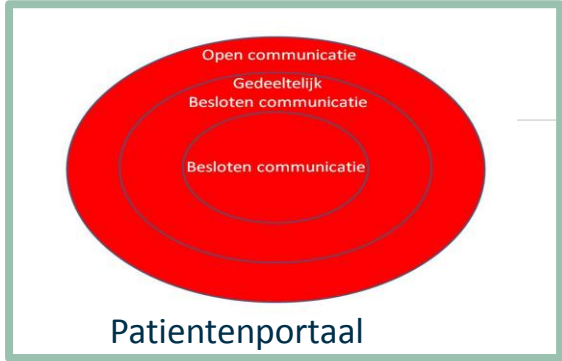 Open communicatie
Gedeeltelijk
Besloten communicatie
Besloten communicatie
Patientenportaal